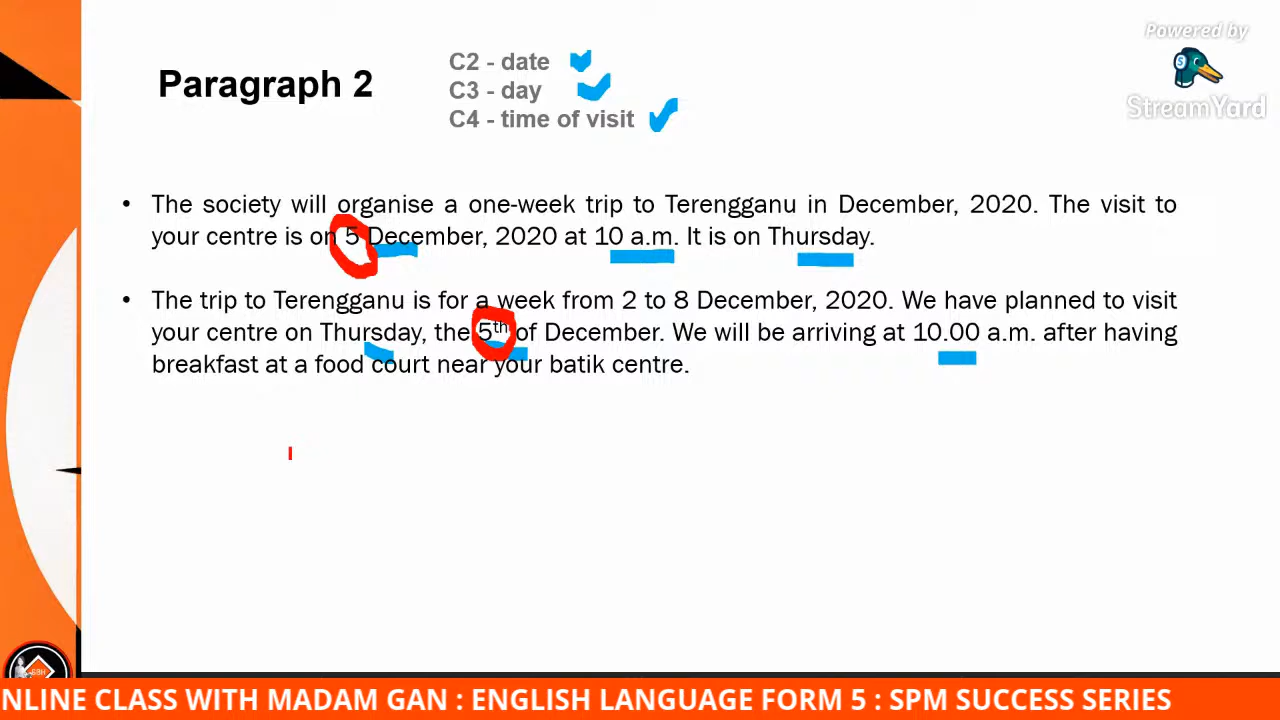 Powered by
StreamYard
Paragraph 2
C2 - date
C3 - day
C4 - time of visit
• The society will organise a one-week trip to Terengganu in December, 2020. The visit to
your centre is on 5 December, 2020 at 10 a.m. It is on Thursday.
• The trip to Terengganu is for a week from 2 to 8 December, 2020. We have planned to visit
your centre on Thursday, the 5th of December. We will be arriving at 10.00 a.m. after having
breakfast at a food court near your batik centre.
NLINE CLASS WITH MADAM GAN : ENGLISH LANGUAGE FORM 5 : SPM SUCCESS SERIES